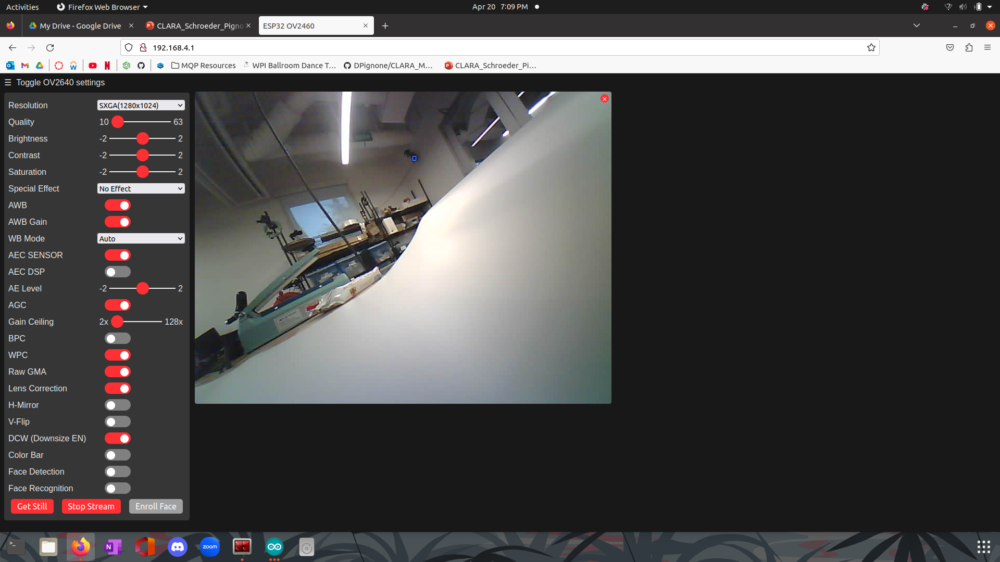 Activities Firefox Web Browser Apr 20 7:09 PM
My Drive - Google Drive CLARA_Schroeder_Pigno ESP32 OV2460
192.168.4.1
MQP Resources WPI Ballroom Dance T… DPignone/CLARA_M… CLARA_Schroeder_Pi…
☰ Toggle OV2640 settings
Resolution SXGA(1280x1024)
Quality 10 63
Brightness -2 2
Contrast -2 2
Saturation -2 2
Special Effect No Effect
AWB
AWB Gain
WB Mode Auto
AEC SENSOR
AEC DSP
AE Level -2 2
AGC
Gain Ceiling 2x 128x
BPC
WPC
Raw GMA
Lens Correction
H-Mirror
V-Flip
DCW (Downsize EN)
Color Bar
Face Detection
Face Recognition
Get Still Stop Stream Enroll Face
zoom